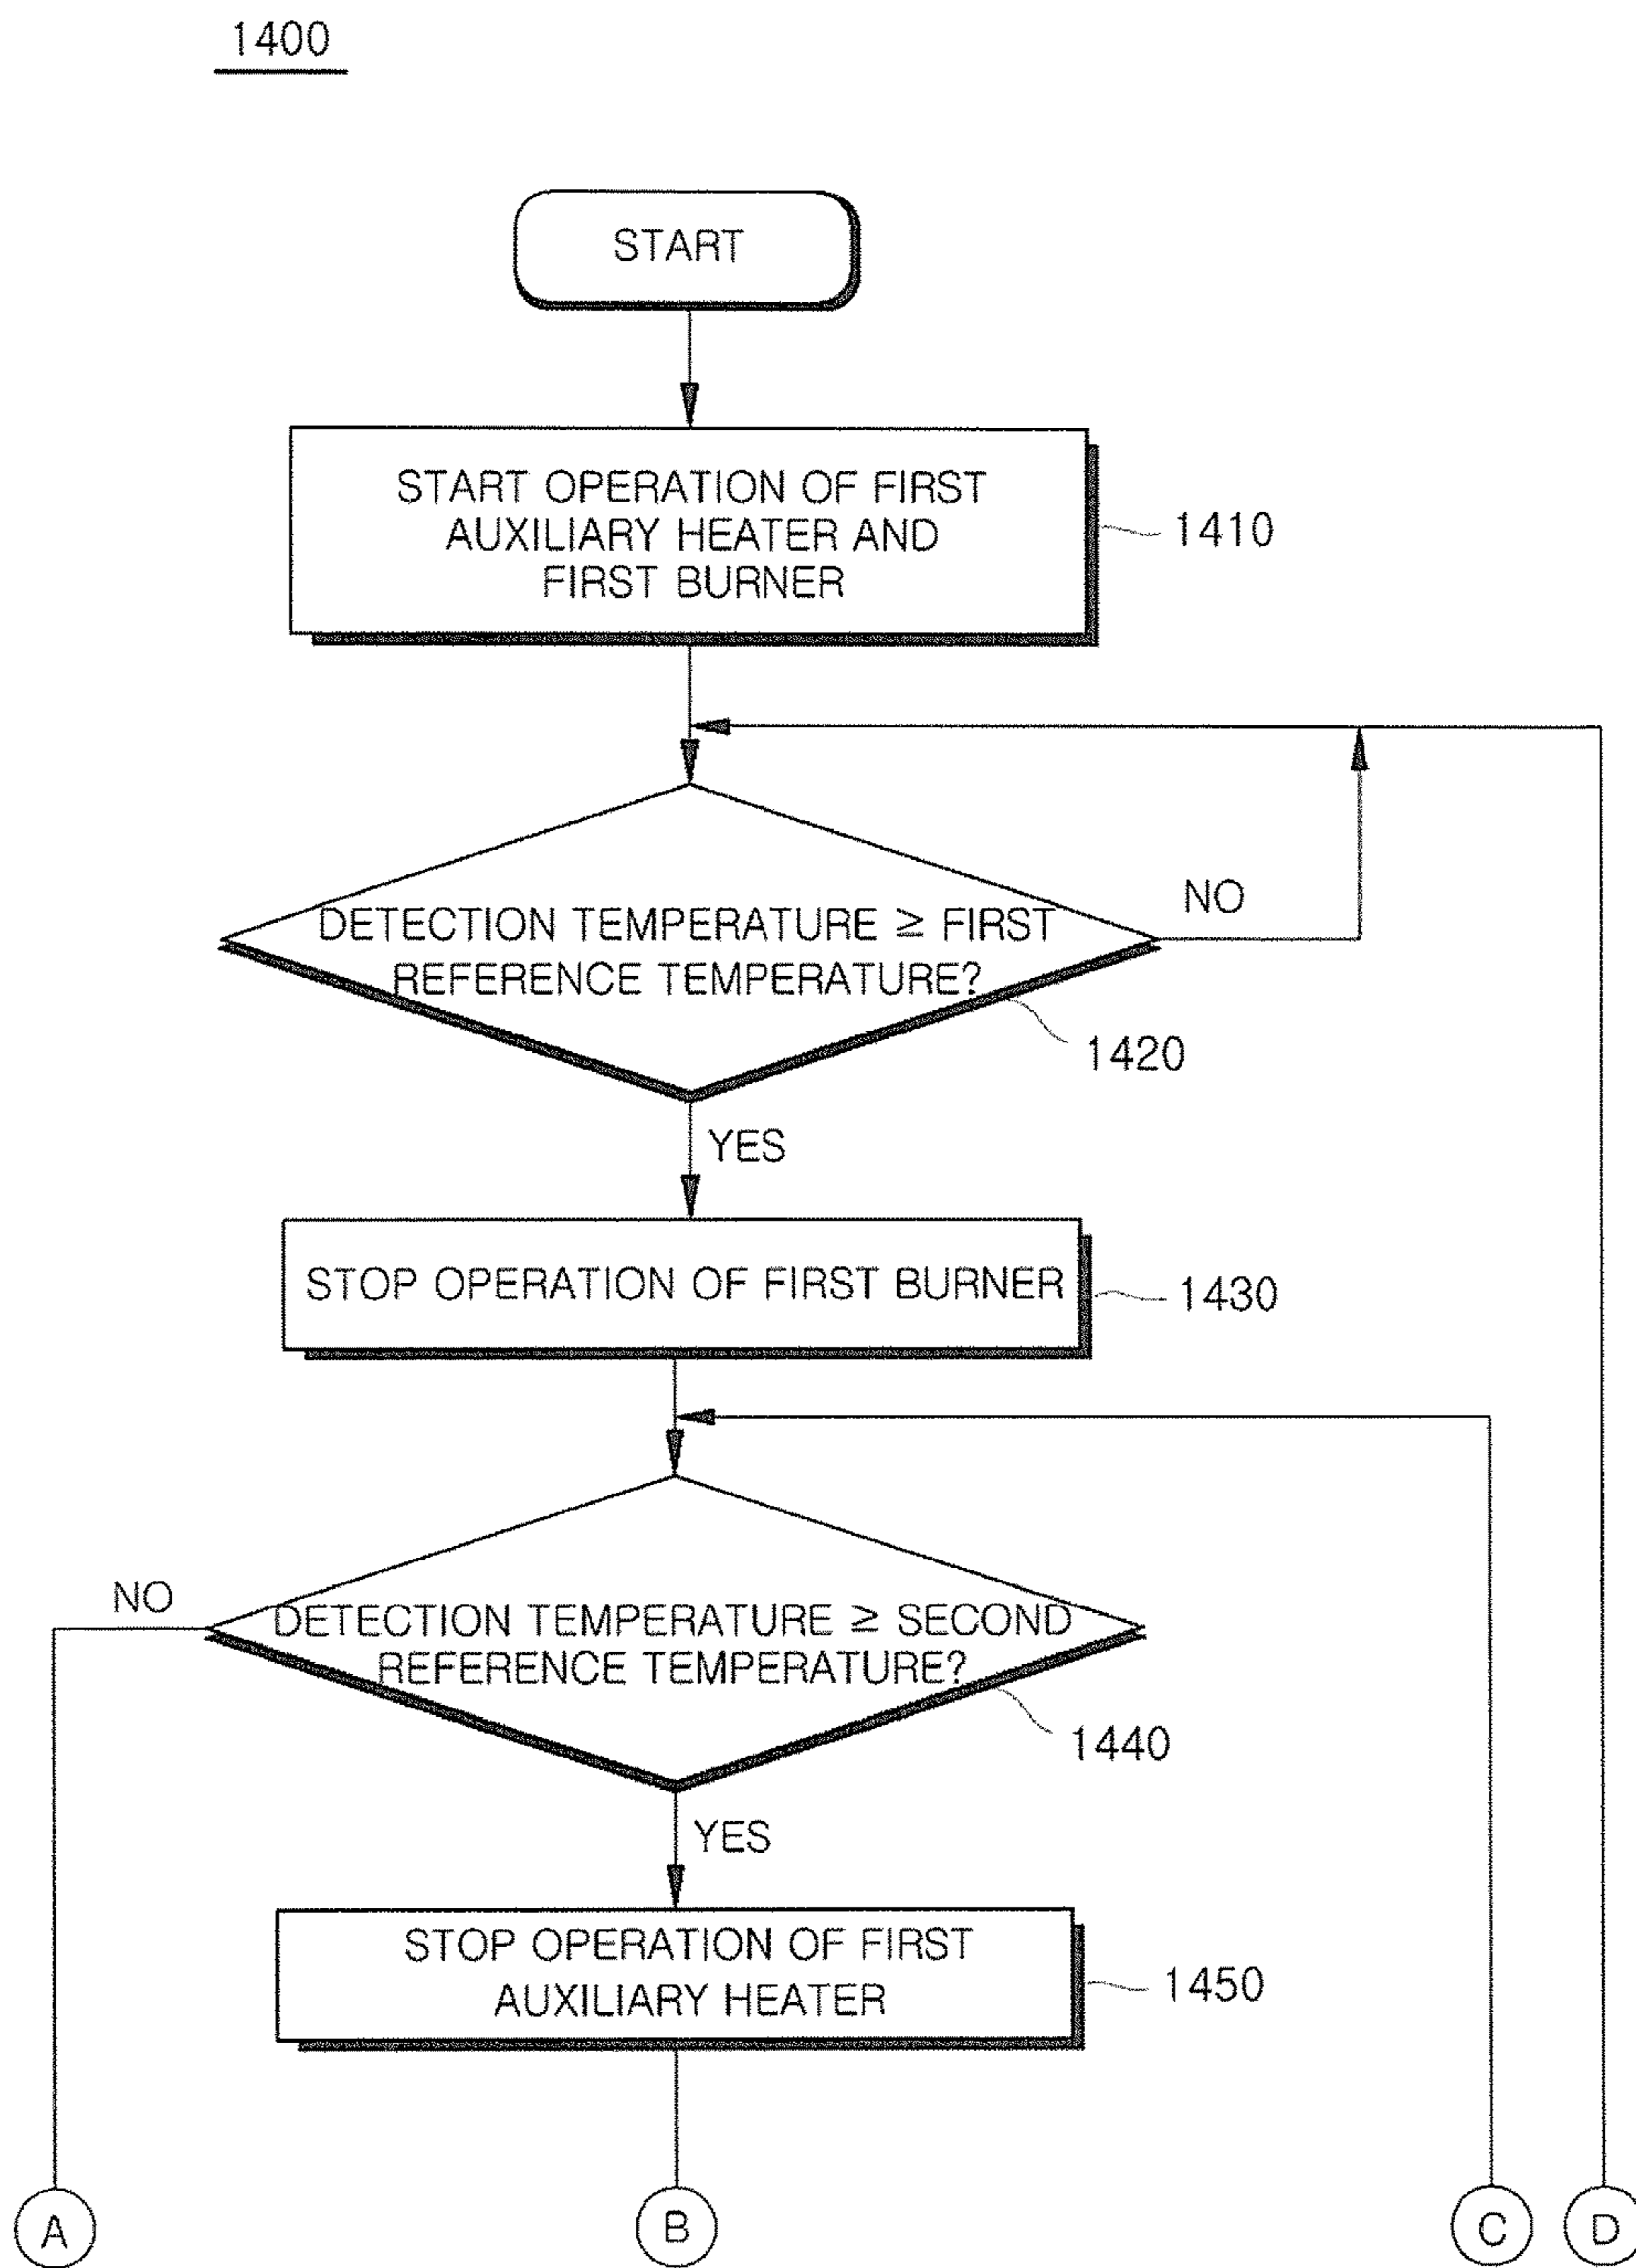 1400
START
START OPERATION OF FIRST
AUXILIARY HEATER AND
FIRST BURNER
1410
NO
DETECTION TEMPERATURE ≥ FIRST
REFERENCE TEMPERATURE?
1420
YES
STOP OPERATION OF FIRST BURNER
1430
NO
DETECTION TEMPERATURE ≥ SECOND
REFERENCE TEMPERATURE?
1440
YES
STOP OPERATION OF FIRST
AUXILIARY HEATER
1450
A
B
C
D